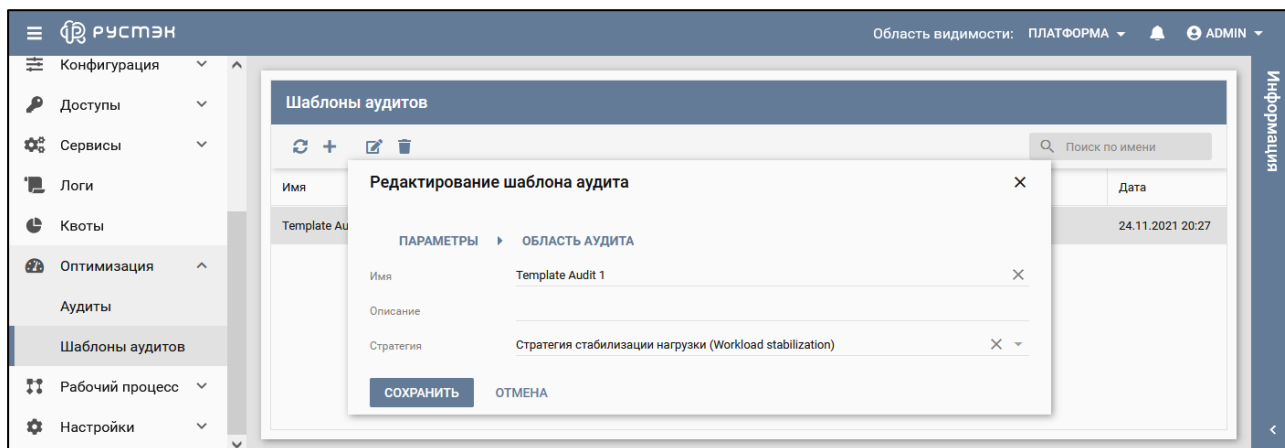 РУСТЭК
Область видимости: ПЛАТФОРМА
ADMIN
Конфигурация
Доступы
Сервисы
Логи
Квоты
Оптимизация
Аудиты
Шаблоны аудитов
Рабочий процесс
Настройки
Шаблоны аудитов
Поиск по имени
Имя
Дата
Template Au
24.11.2021 20:27
Редактирование шаблона аудита
ПАРАМЕТРЫ
ОБЛАСТЬ АУДИТА
Имя
Template Audit 1
Описание
Стратегия
Стратегия стабилизации нагрузки (Workload stabilization)
СОХРАНИТЬ
ОТМЕНА
Информация